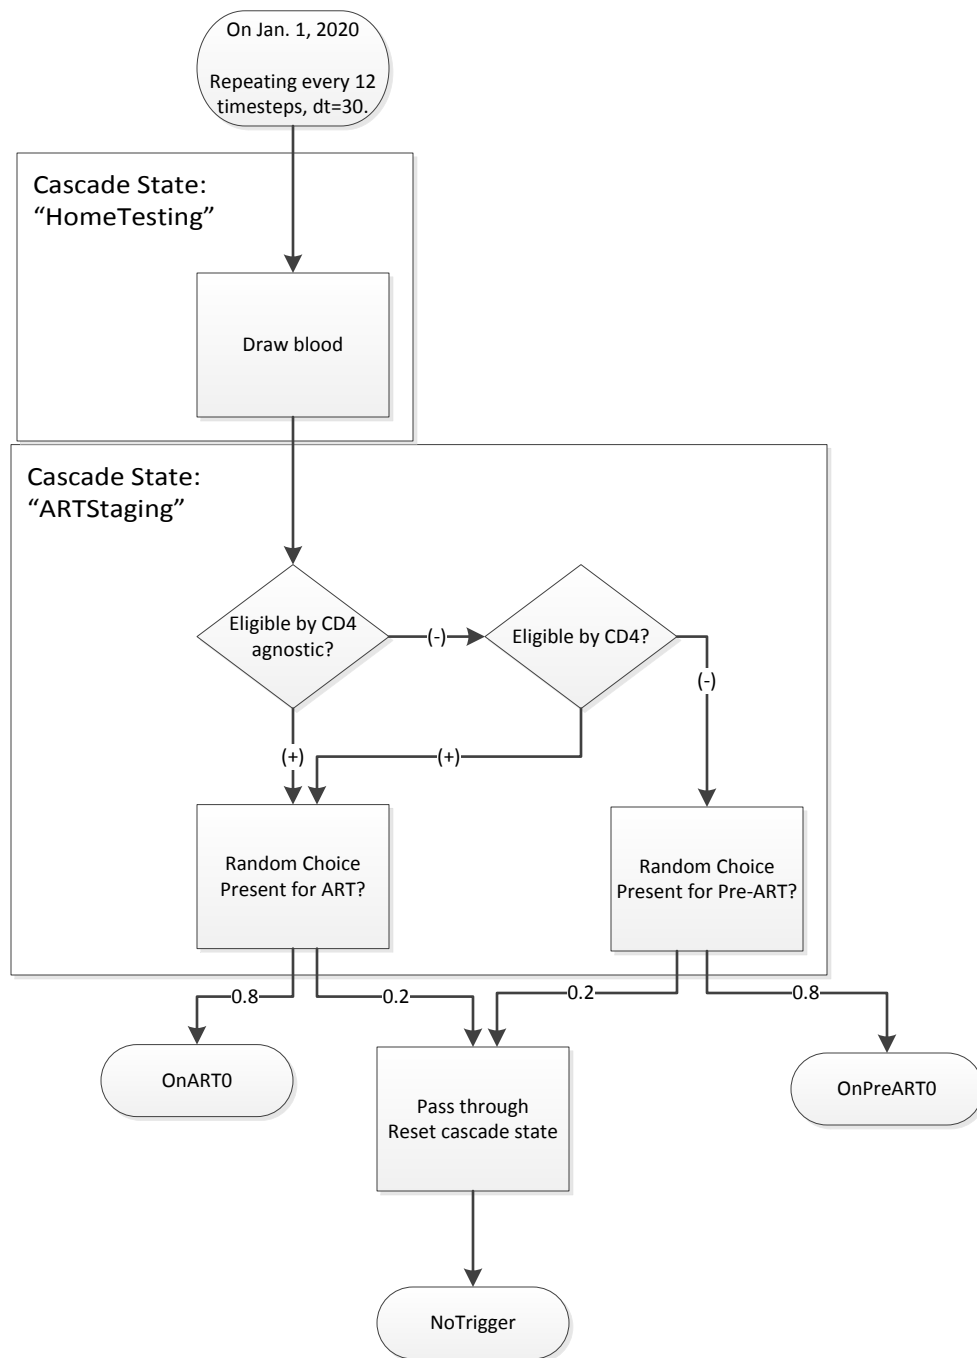 On Jan. 1, 2020
Repeating every 12
timesteps, dt=30.
Cascade State:
“HomeTesting”
Draw blood
Cascade State:
“ARTStaging”
Eligible by CD4
agnostic?
(-)
Eligible by CD4?
(-)
(+)
(+)
Random Choice
Present for ART?
Random Choice
Present for Pre-ART?
0.8
0.2
0.2
0.8
OnART0
Pass through
Reset cascade state
OnPreART0
NoTrigger